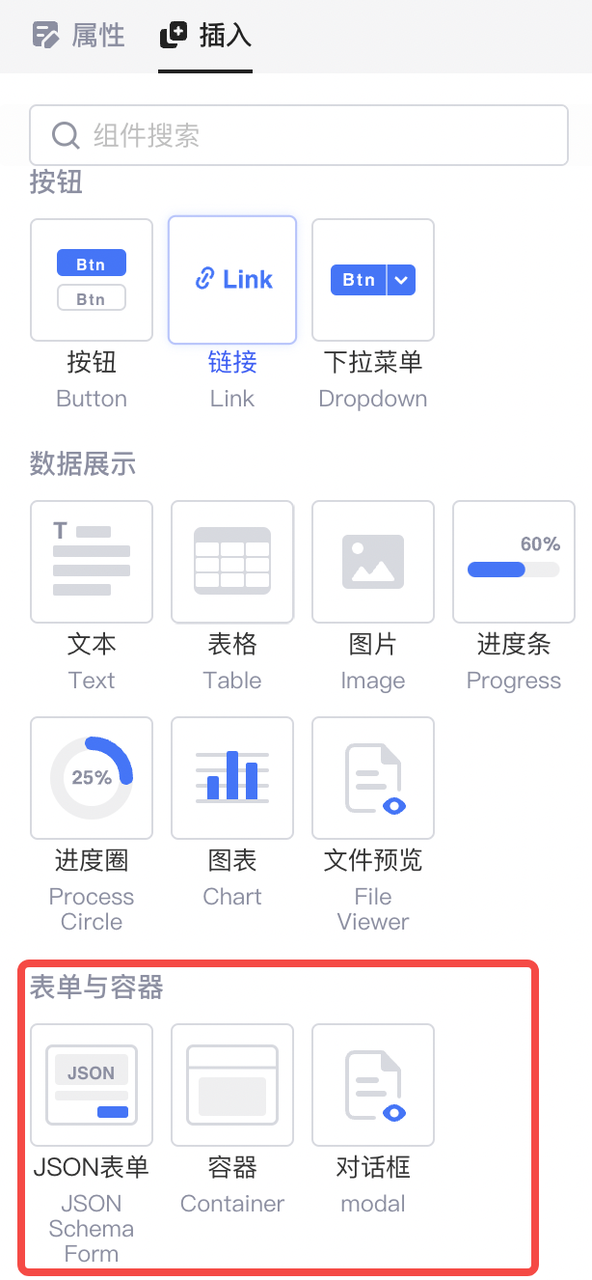 属性
插入
组件搜索
按钮
Btn
Btn
Link
Btn
按钮
链接
下拉菜单
Button
Link
Dropdown
数据展示
T
60%
文本
表格
图片
进度条
Text
Table
Image
Progress
25%
进度圈
图表
文件预览
Process
Circle
Chart
File
Viewer
表单与容器
JSON
JSON表单
容器
对话框
JSON
Schema
Form
Container
modal